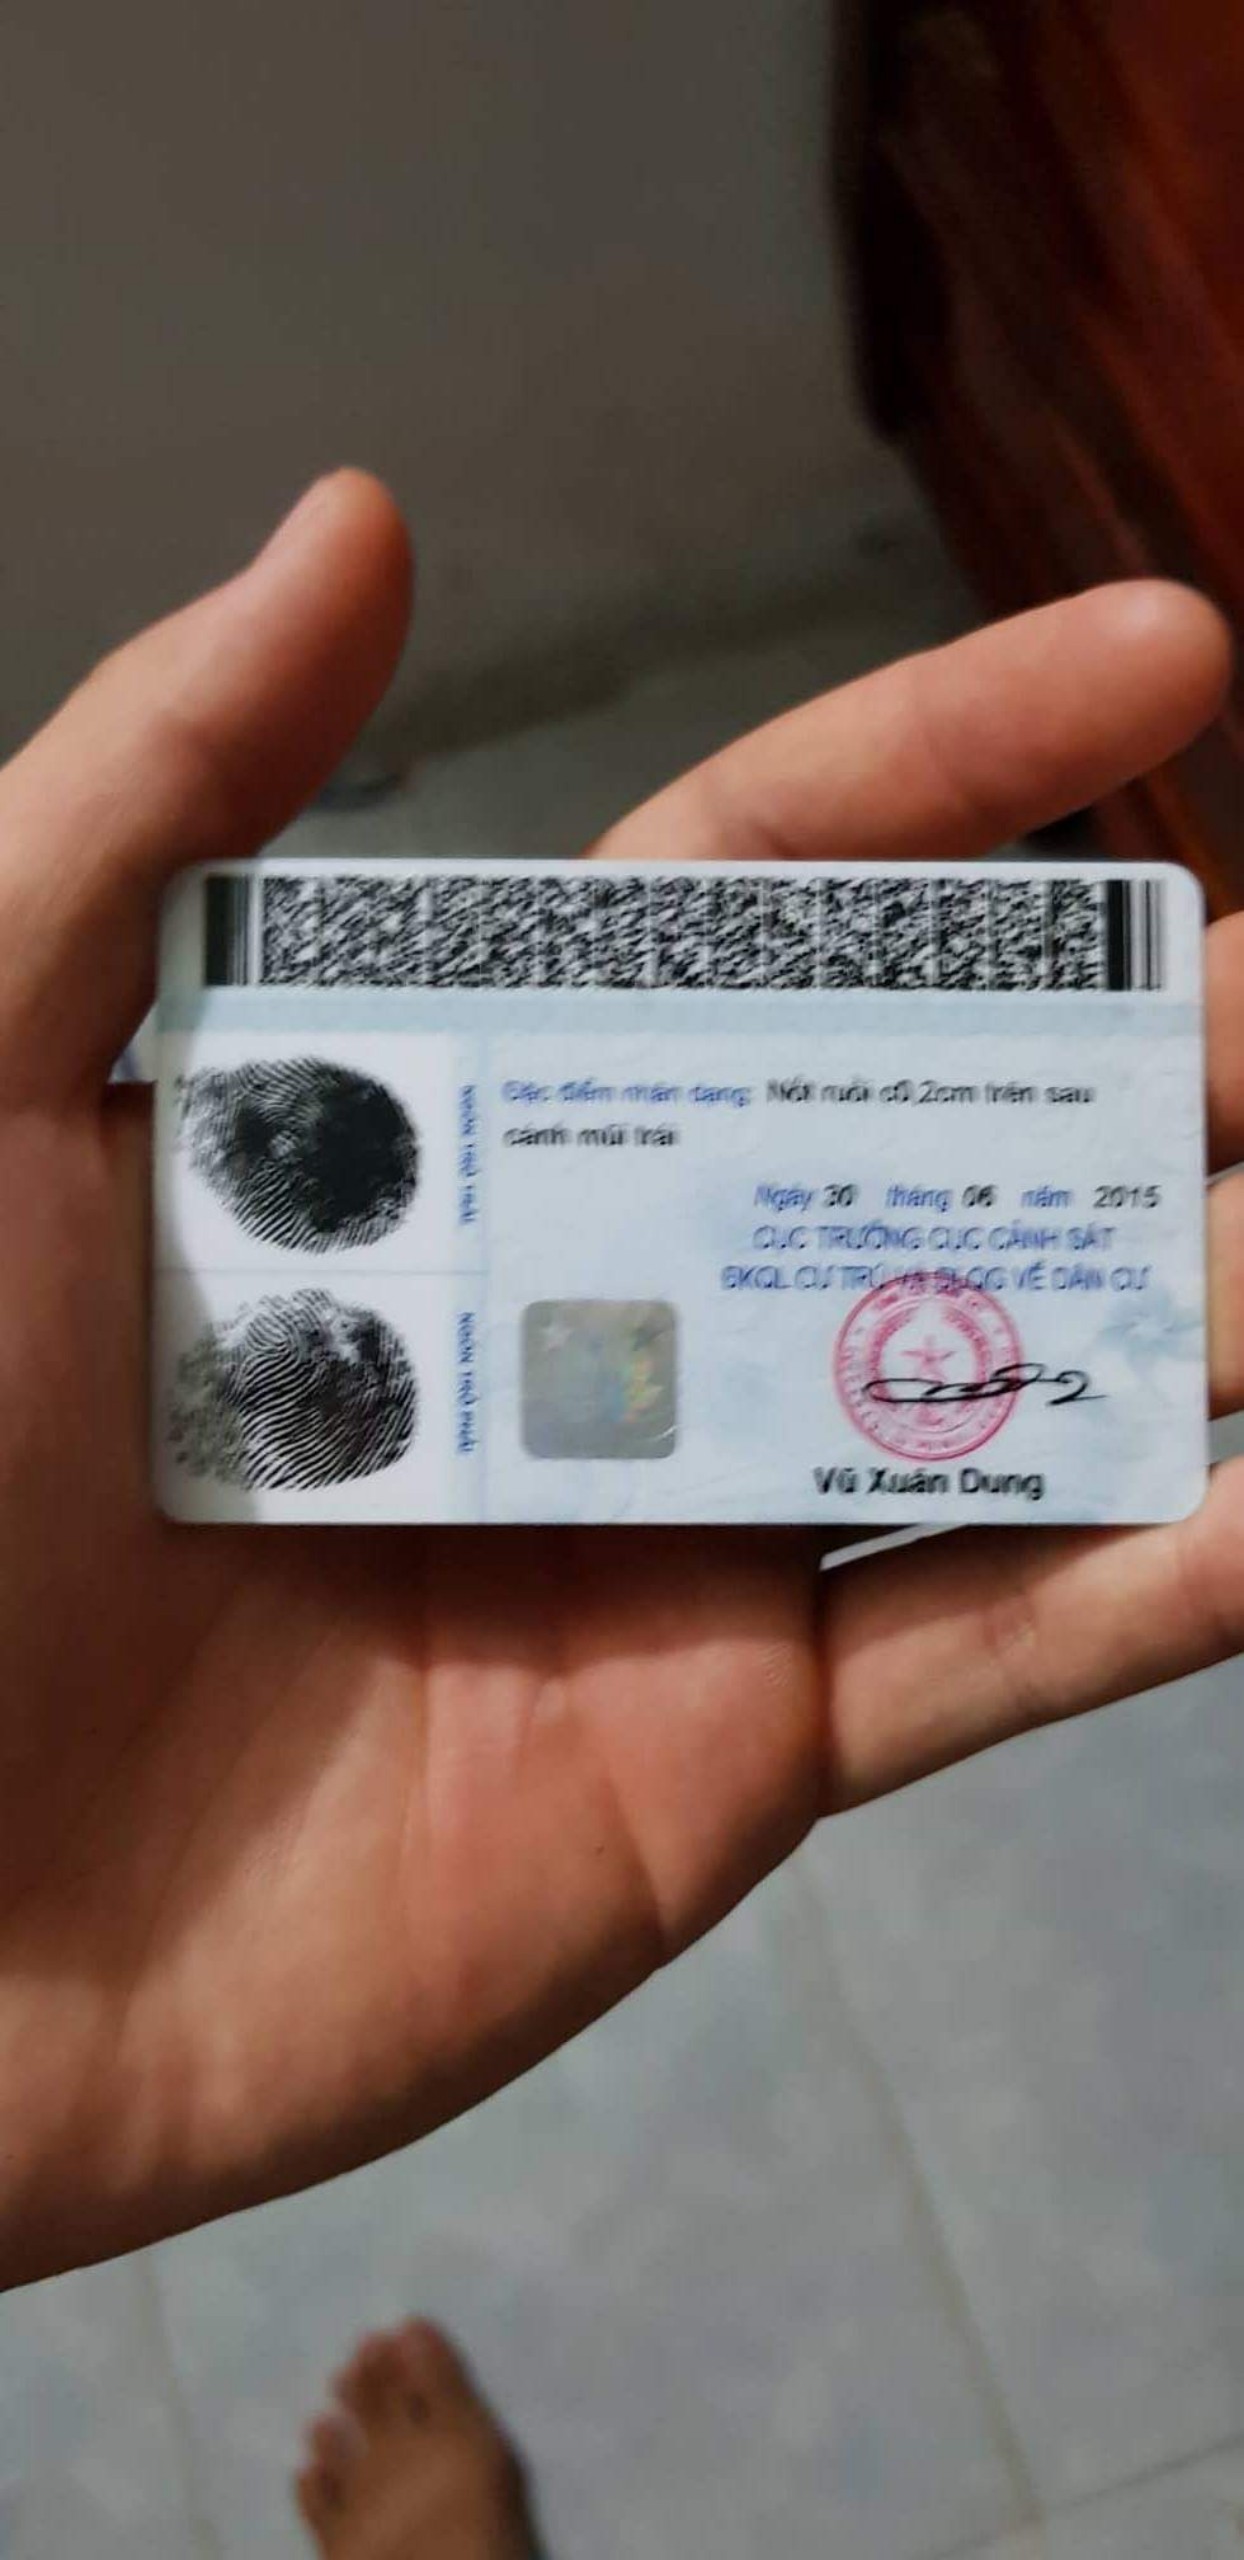 Đặc điểm nhận dạng: Nốt ruồi c0,2cm trên sau
cánh mũi trái
Ngày 30 tháng 06 năm 2015
CỤC TRƯỞNG CỤC CẢNH SÁT
ĐKQL CƯ TRÚ VÀ DLQG VỀ DÂN CƯ
NGÓN TRỎ TRÁI
NGÓN TRỎ PHẢI
Vũ Xuân Dung